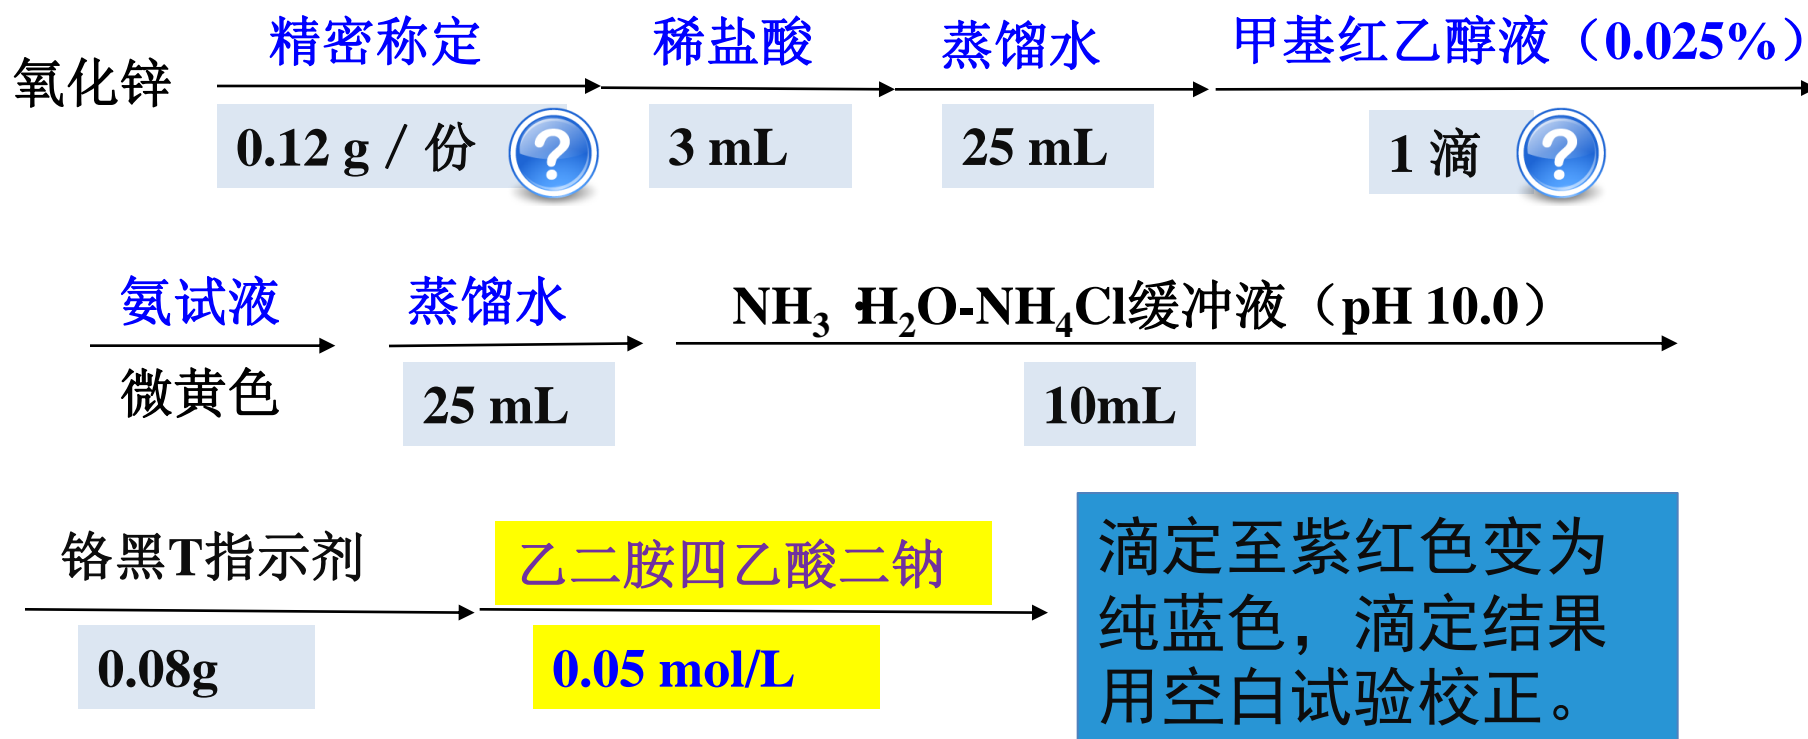 氧化锌
精密称定
稀盐酸
蒸馏水
甲基红乙醇液（0.025%）
0.12 g / 份
?
3 mL
25 mL
1 滴
?
氨试液
蒸馏水
NH₃·H₂O-NH₄Cl缓冲液（pH 10.0）
微黄色
25 mL
10mL
铬黑T指示剂
乙二胺四乙酸二钠
0.08g
0.05 mol/L
滴定至紫红色变为
纯蓝色，滴定结果
用空白试验校正。